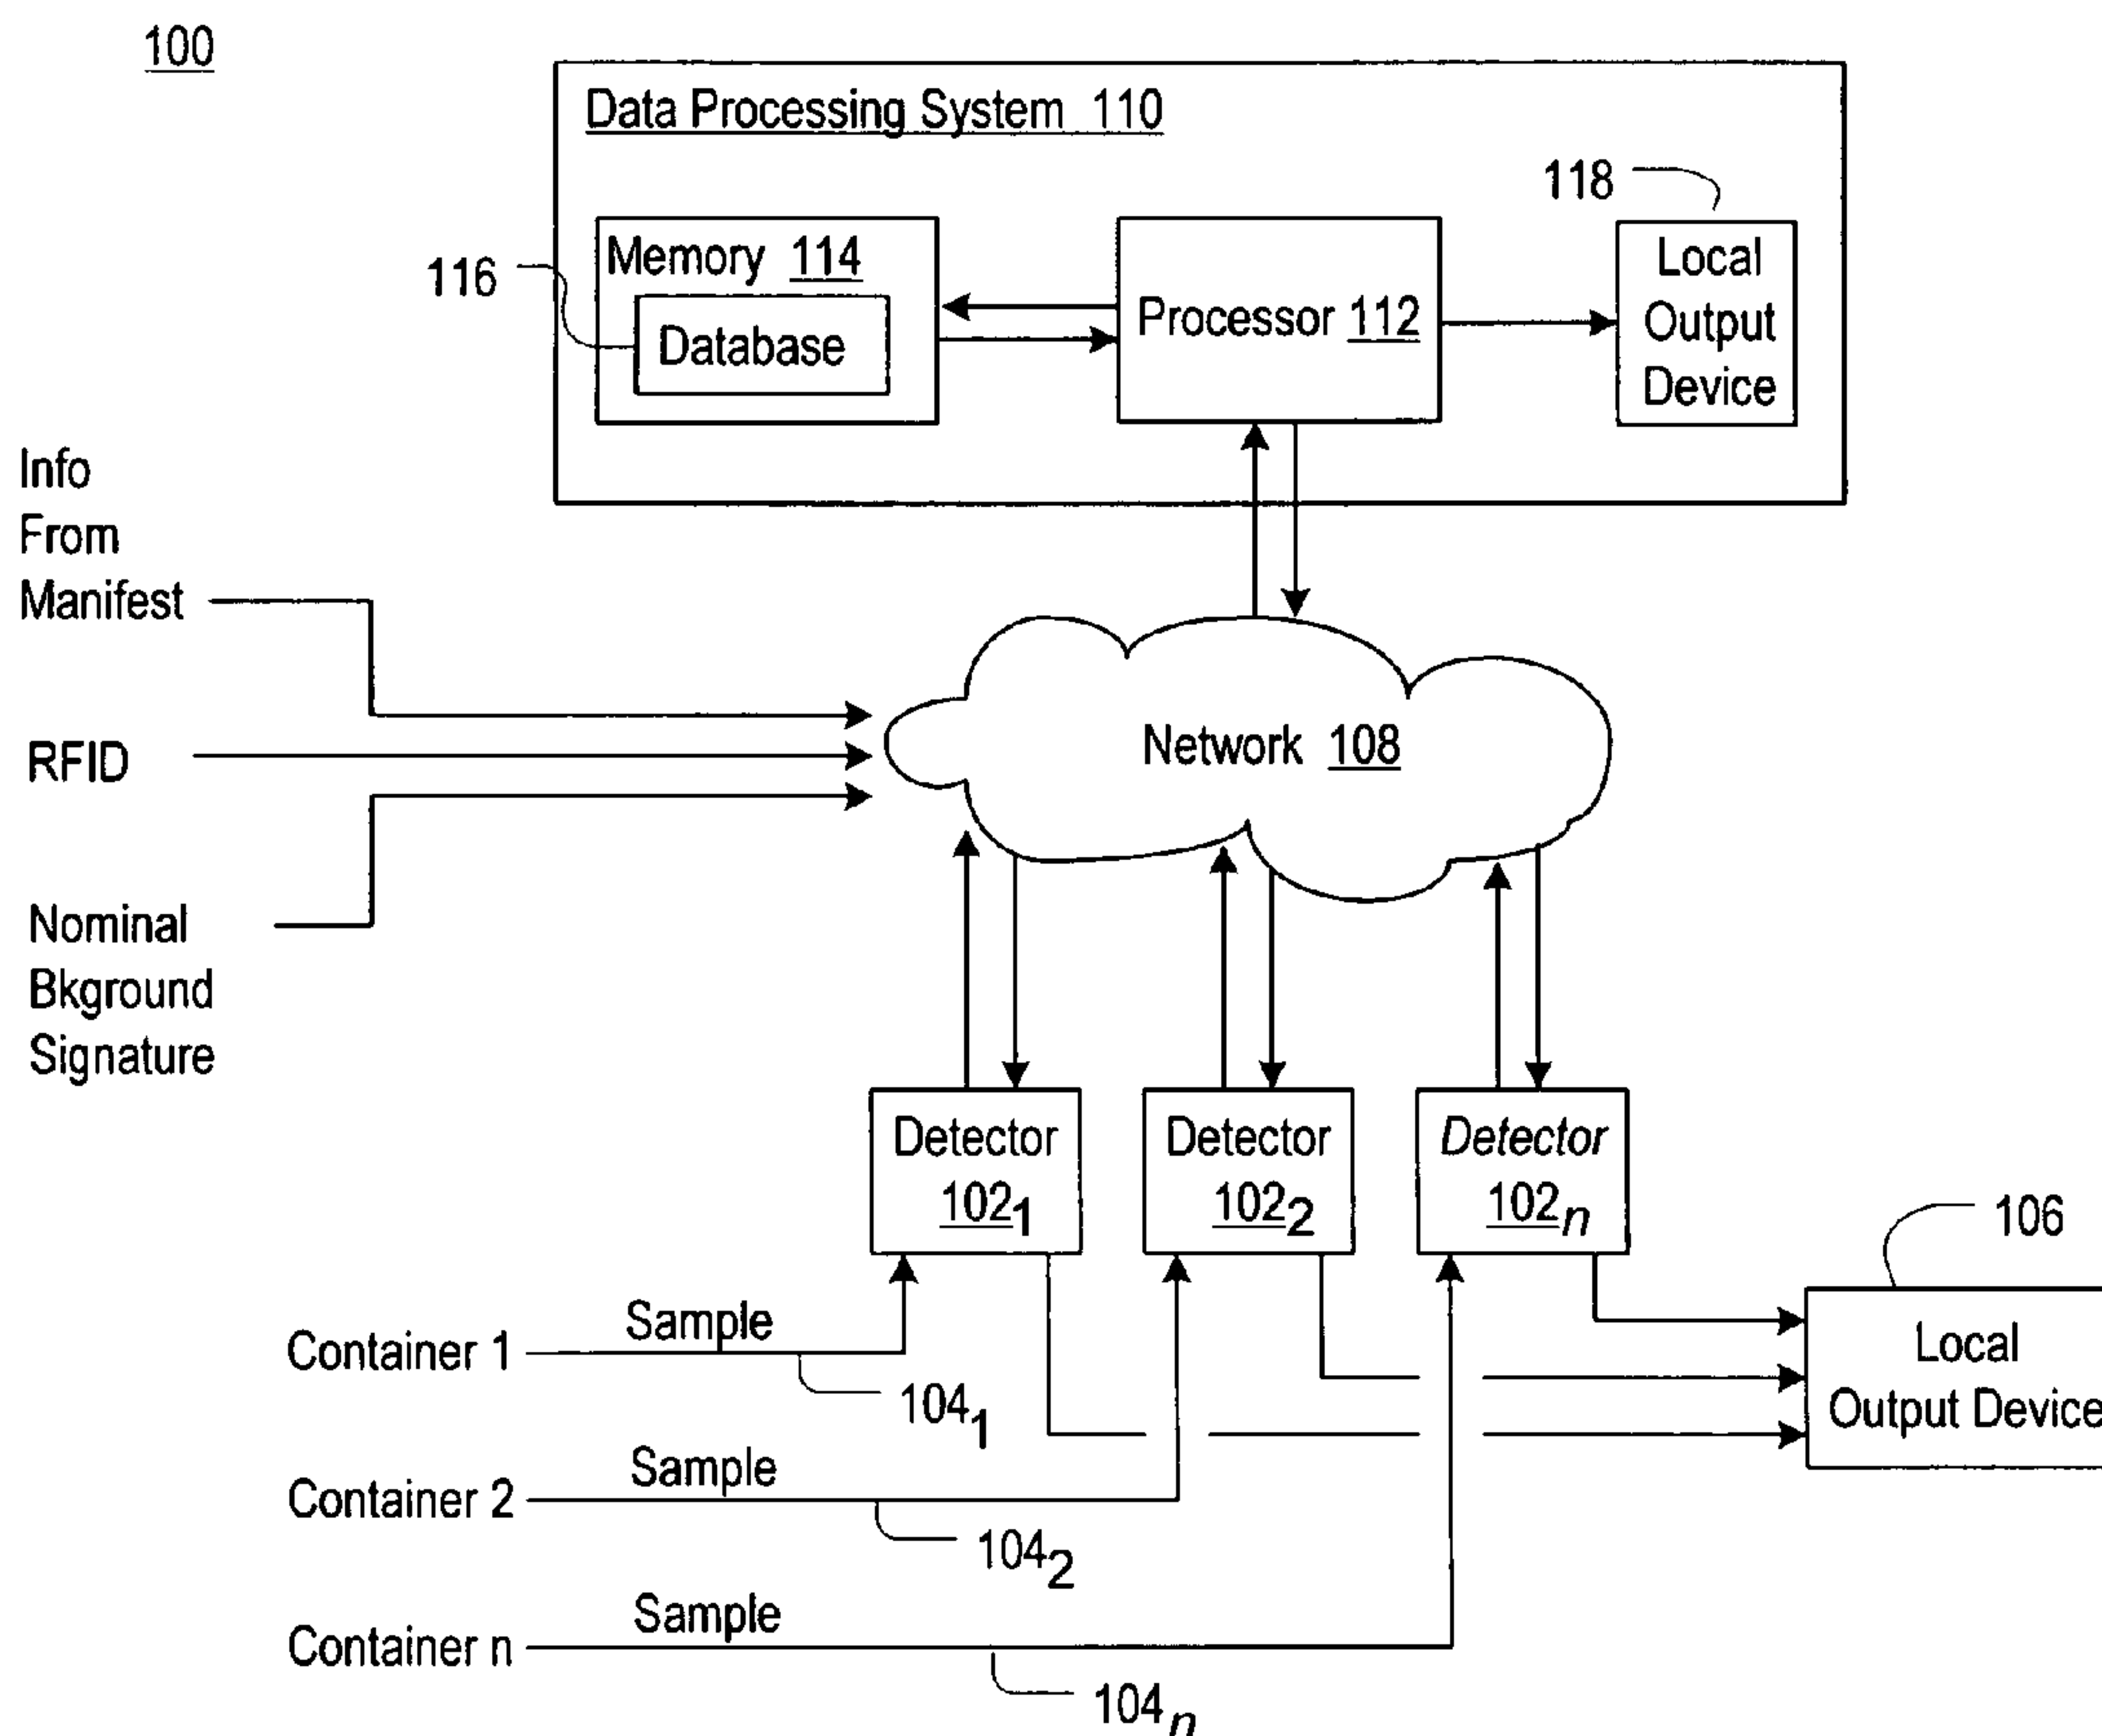 100
Data Processing System 110
118
116
Memory 114
Database
Processor 112
Local
Output
Device
Info
From
Manifest
RFID
Nominal
Bkground
Signature
Network 108
Detector
102₁
Detector
102₂
Detector
102ₙ
106
Local
Output Device
Container 1
Sample
104₁
Container 2
Sample
104₂
Container n
Sample
104ₙ